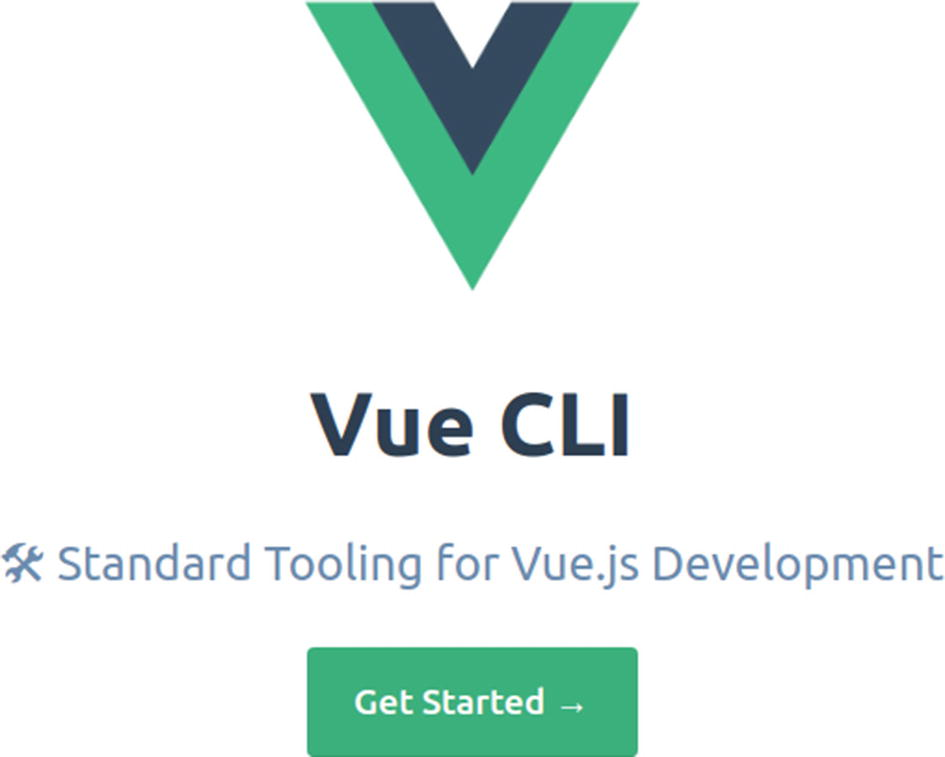 Vue CLI
🛠 Standard Tooling for Vue.js Development
Get Started →